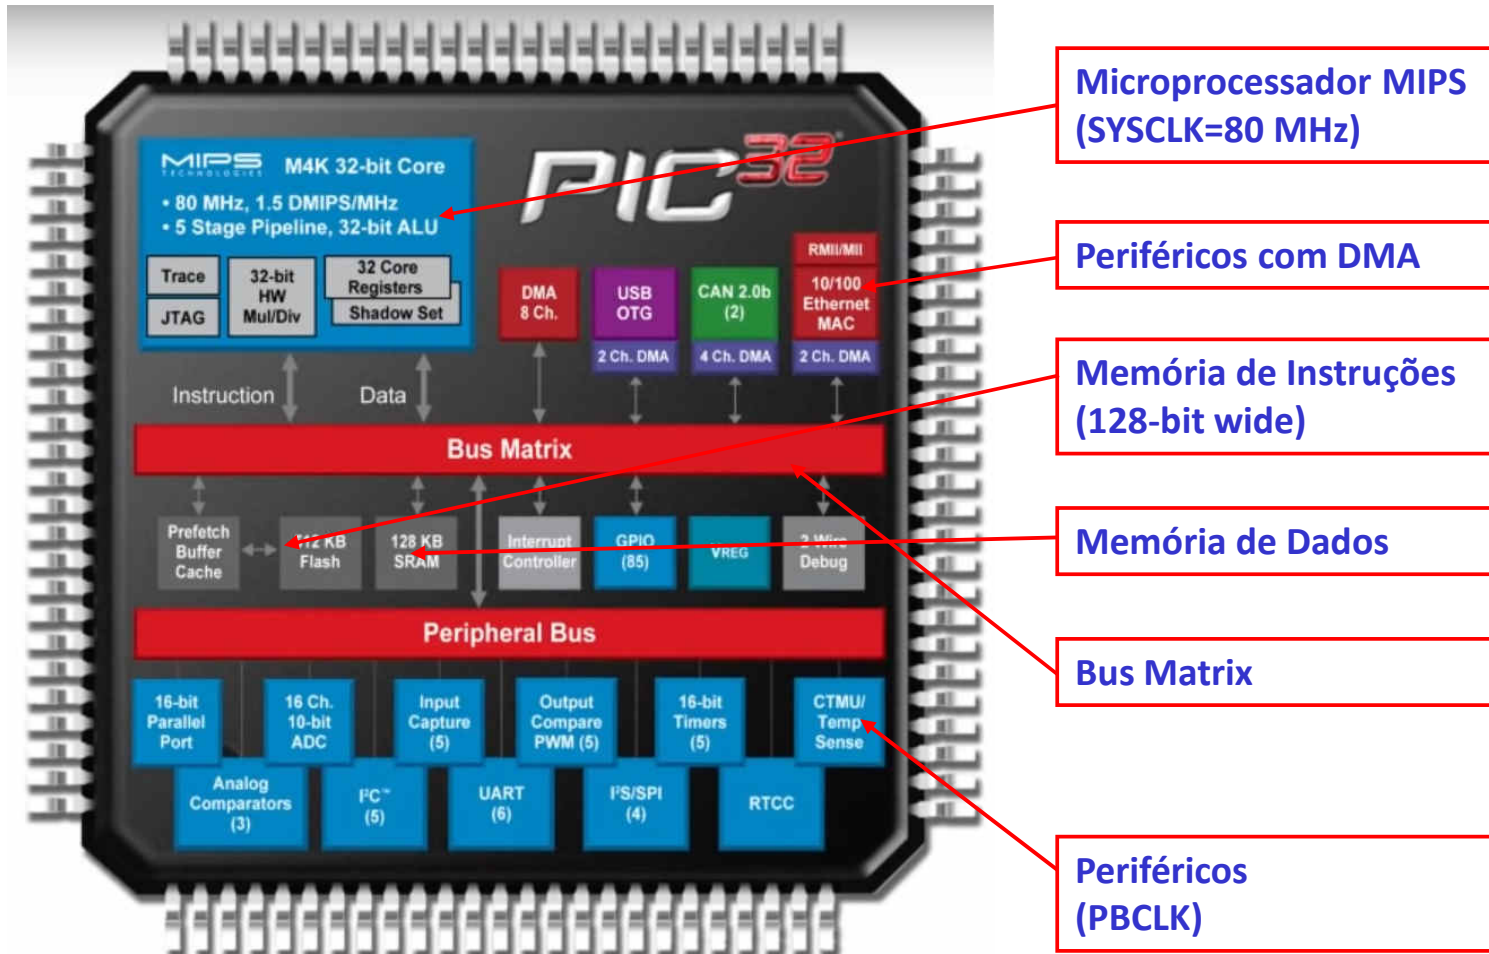 MIPS
TECHNOLOGIES
M4K 32-bit Core
• 80 MHz, 1.5 DMIPS/MHz
• 5 Stage Pipeline, 32-bit ALU
Trace
JTAG
32-bit
HW
Mul/Div
32 Core
Registers
Shadow Set
PIC32®
DMA
8 Ch.
USB
OTG
2 Ch. DMA
CAN 2.0b
(2)
4 Ch. DMA
RMII/MII
10/100
Ethernet
MAC
2 Ch. DMA
Instruction
Data
Bus Matrix
Prefetch
Buffer
Cache
512 KB
Flash
128 KB
SRAM
Interrupt
Controller
GPIO
(85)
VREG
2-Wire
Debug
Peripheral Bus
16-bit
Parallel
Port
16 Ch.
10-bit
ADC
Input
Capture
(5)
Output
Compare
PWM (5)
16-bit
Timers
(5)
CTMU/
Temp
Sense
Analog
Comparators
(3)
I²C™
(5)
UART
(6)
I²S/SPI
(4)
RTCC
Microprocessador MIPS
(SYSCLK=80 MHz)
Periféricos com DMA
Memória de Instruções
(128-bit wide)
Memória de Dados
Bus Matrix
Periféricos
(PBCLK)